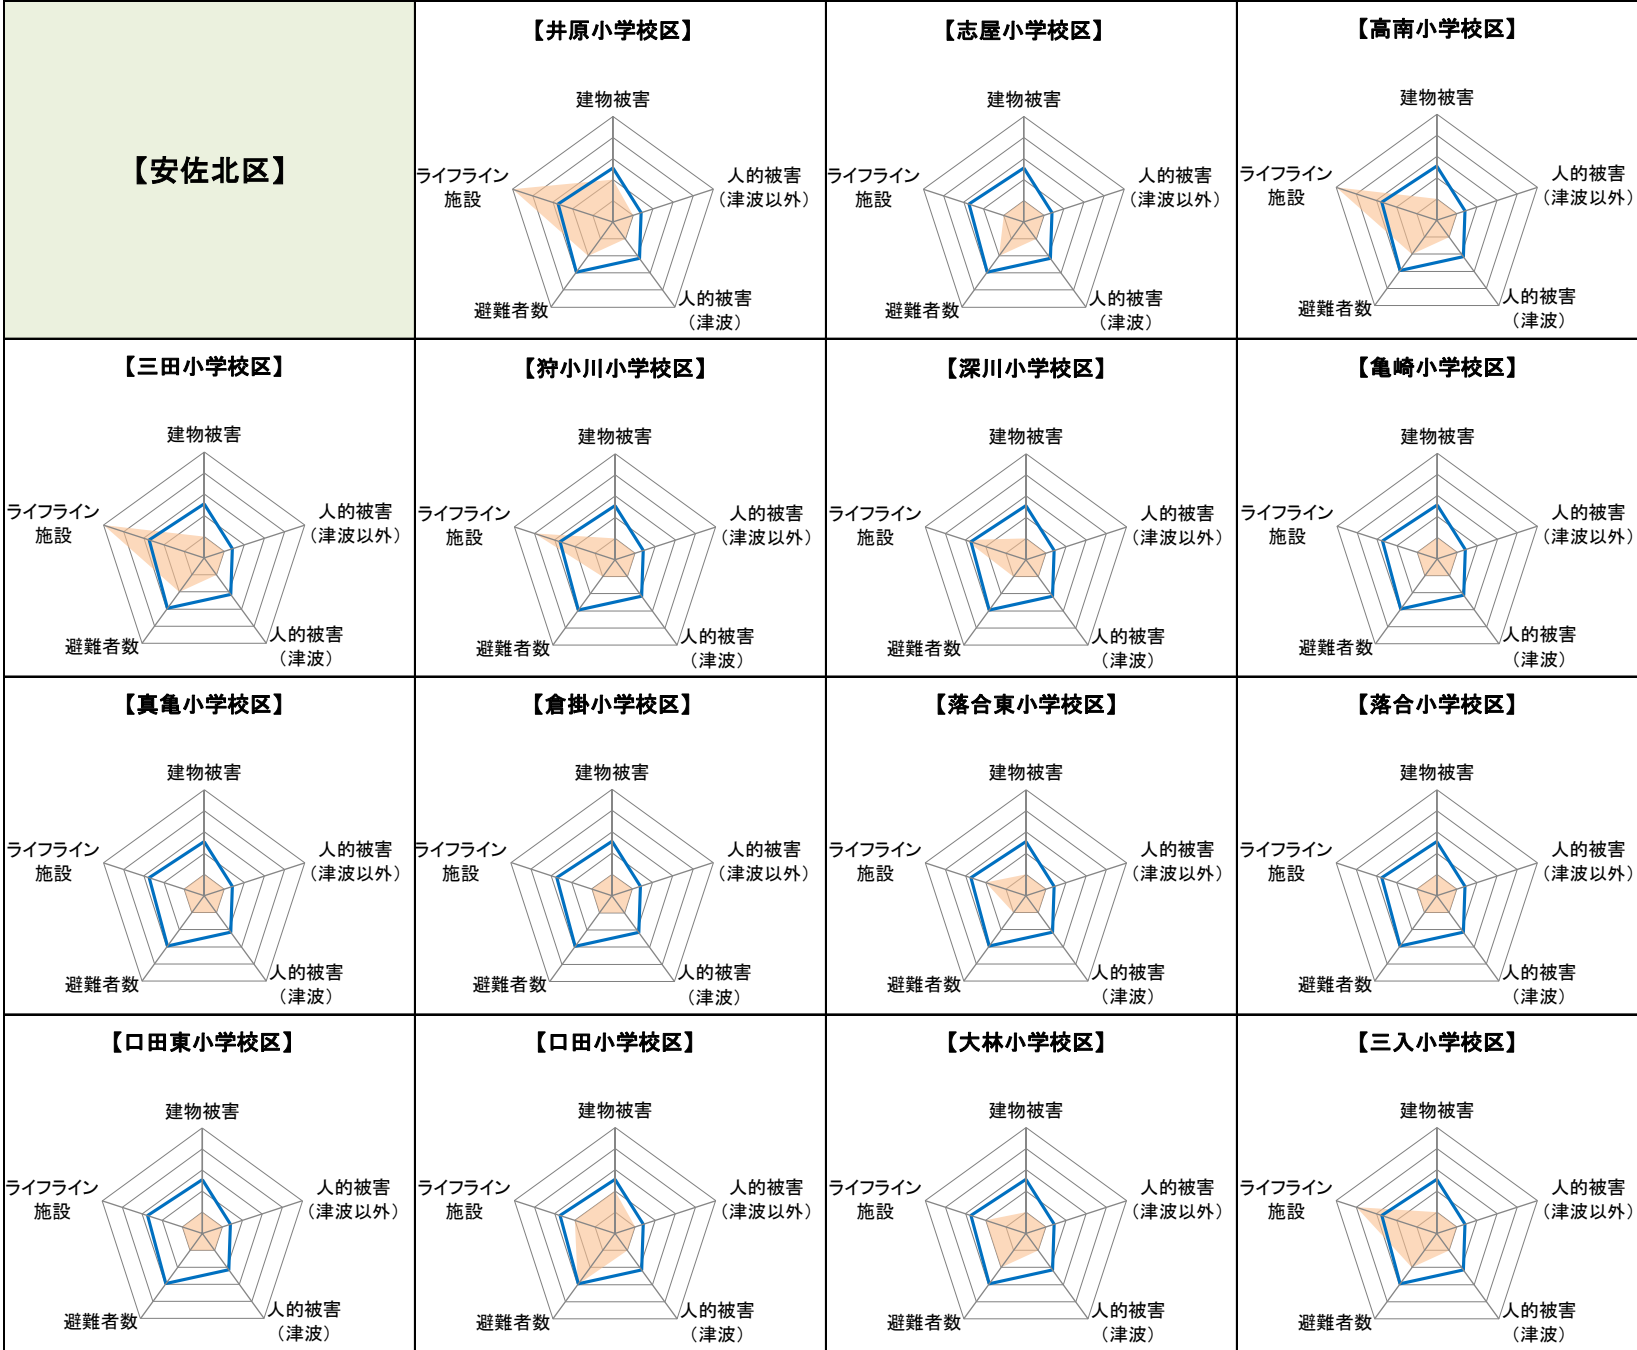 【安佐北区】
【井原小学校区】
建物被害
人的被害
（津波以外）
人的被害
（津波）
避難者数
ライフライン
施設
【志屋小学校区】
建物被害
人的被害
（津波以外）
人的被害
（津波）
避難者数
ライフライン
施設
【高南小学校区】
建物被害
人的被害
（津波以外）
人的被害
（津波）
避難者数
ライフライン
施設
【三田小学校区】
建物被害
人的被害
（津波以外）
人的被害
（津波）
避難者数
ライフライン
施設
【狩小川小学校区】
建物被害
人的被害
（津波以外）
人的被害
（津波）
避難者数
ライフライン
施設
【深川小学校区】
建物被害
人的被害
（津波以外）
人的被害
（津波）
避難者数
ライフライン
施設
【亀崎小学校区】
建物被害
人的被害
（津波以外）
人的被害
（津波）
避難者数
ライフライン
施設
【真亀小学校区】
建物被害
人的被害
（津波以外）
人的被害
（津波）
避難者数
ライフライン
施設
【倉掛小学校区】
建物被害
人的被害
（津波以外）
人的被害
（津波）
避難者数
ライフライン
施設
【落合東小学校区】
建物被害
人的被害
（津波以外）
人的被害
（津波）
避難者数
ライフライン
施設
【落合小学校区】
建物被害
人的被害
（津波以外）
人的被害
（津波）
避難者数
ライフライン
施設
【口田東小学校区】
建物被害
人的被害
（津波以外）
人的被害
（津波）
避難者数
ライフライン
施設
【口田小学校区】
建物被害
人的被害
（津波以外）
人的被害
（津波）
避難者数
ライフライン
施設
【大林小学校区】
建物被害
人的被害
（津波以外）
人的被害
（津波）
避難者数
ライフライン
施設
【三入小学校区】
建物被害
人的被害
（津波以外）
人的被害
（津波）
避難者数
ライフライン
施設